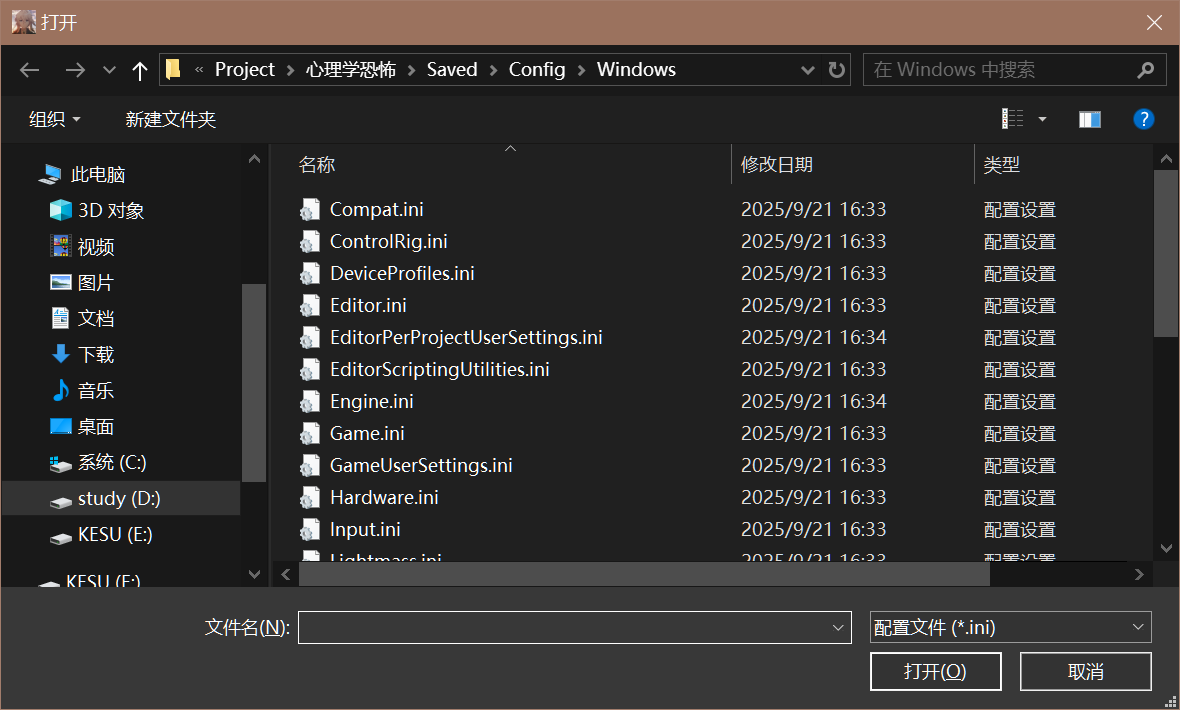 打开
« Project > 心理学恐怖 > Saved > Config > Windows
在 Windows 中搜索
组织
新建文件夹
此电脑
3D 对象
视频
图片
文档
下载
音乐
桌面
系统 (C:)
study (D:)
KESU (E:)
KESU (E:)
名称 修改日期 类型
Compat.ini 2025/9/21 16:33 配置设置
ControlRig.ini 2025/9/21 16:33 配置设置
DeviceProfiles.ini 2025/9/21 16:33 配置设置
Editor.ini 2025/9/21 16:33 配置设置
EditorPerProjectUserSettings.ini 2025/9/21 16:34 配置设置
EditorScriptingUtilities.ini 2025/9/21 16:33 配置设置
Engine.ini 2025/9/21 16:34 配置设置
Game.ini 2025/9/21 16:33 配置设置
GameUserSettings.ini 2025/9/21 16:33 配置设置
Hardware.ini 2025/9/21 16:33 配置设置
Input.ini 2025/9/21 16:33 配置设置
Lightmass.ini 2025/9/21 16:33 配置设置
文件名(N):
配置文件 (*.ini)
打开(O)
取消